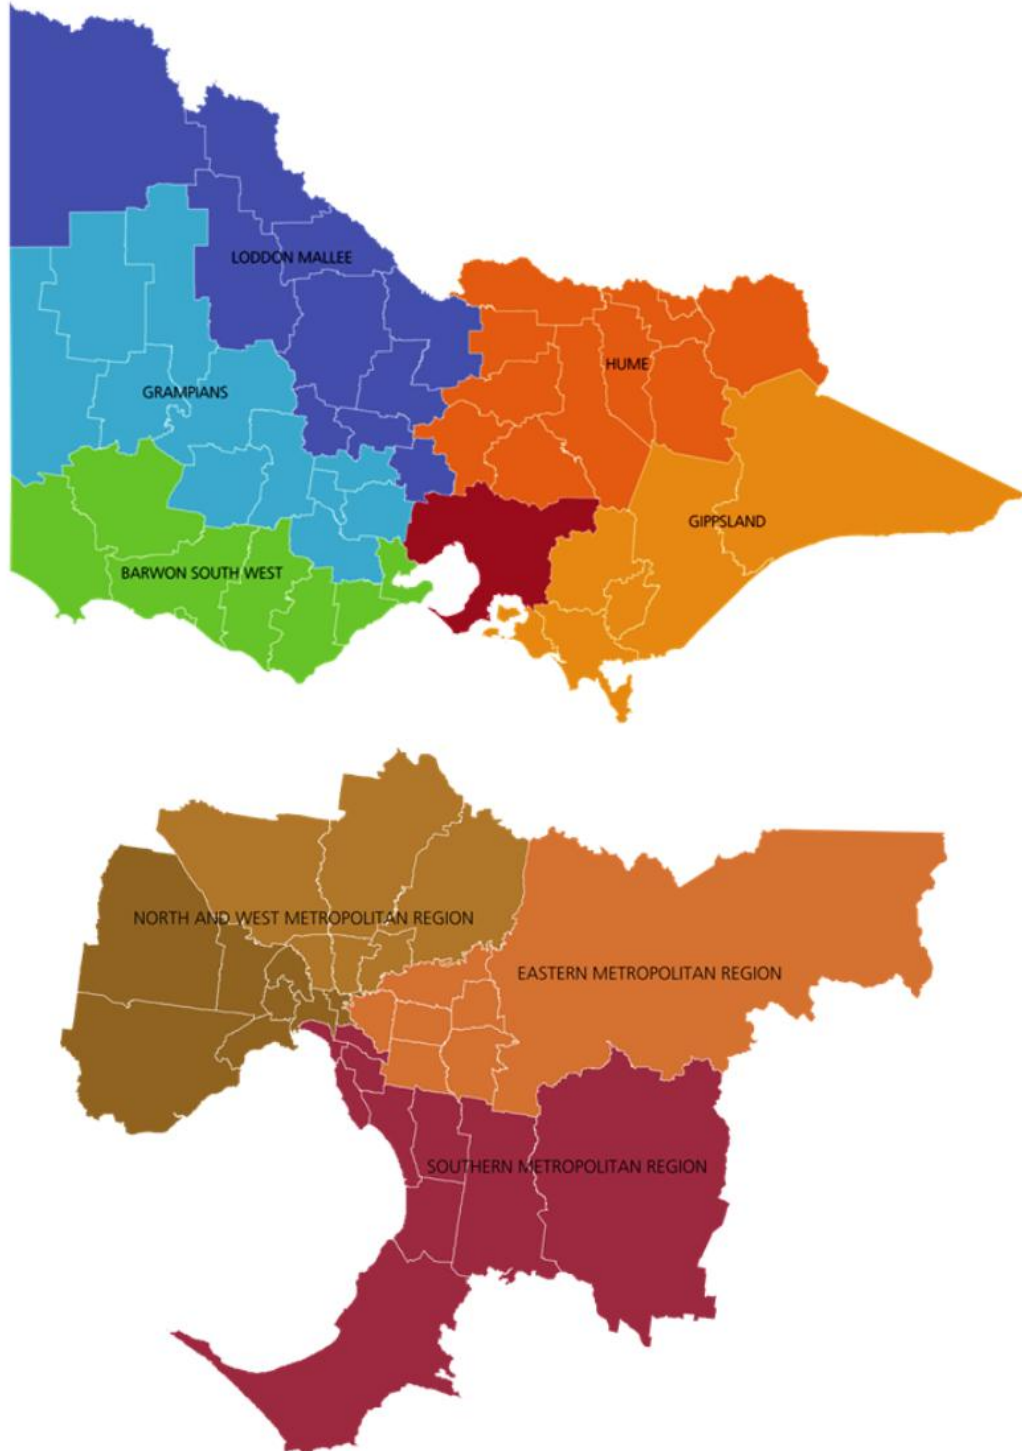 LODDON MALLEE
HUME
GRAMPIANS
GIPPSLAND
BARWON SOUTH WEST
NORTH AND WEST METROPOLITAN REGION
EASTERN METROPOLITAN REGION
SOUTHERN METROPOLITAN REGION